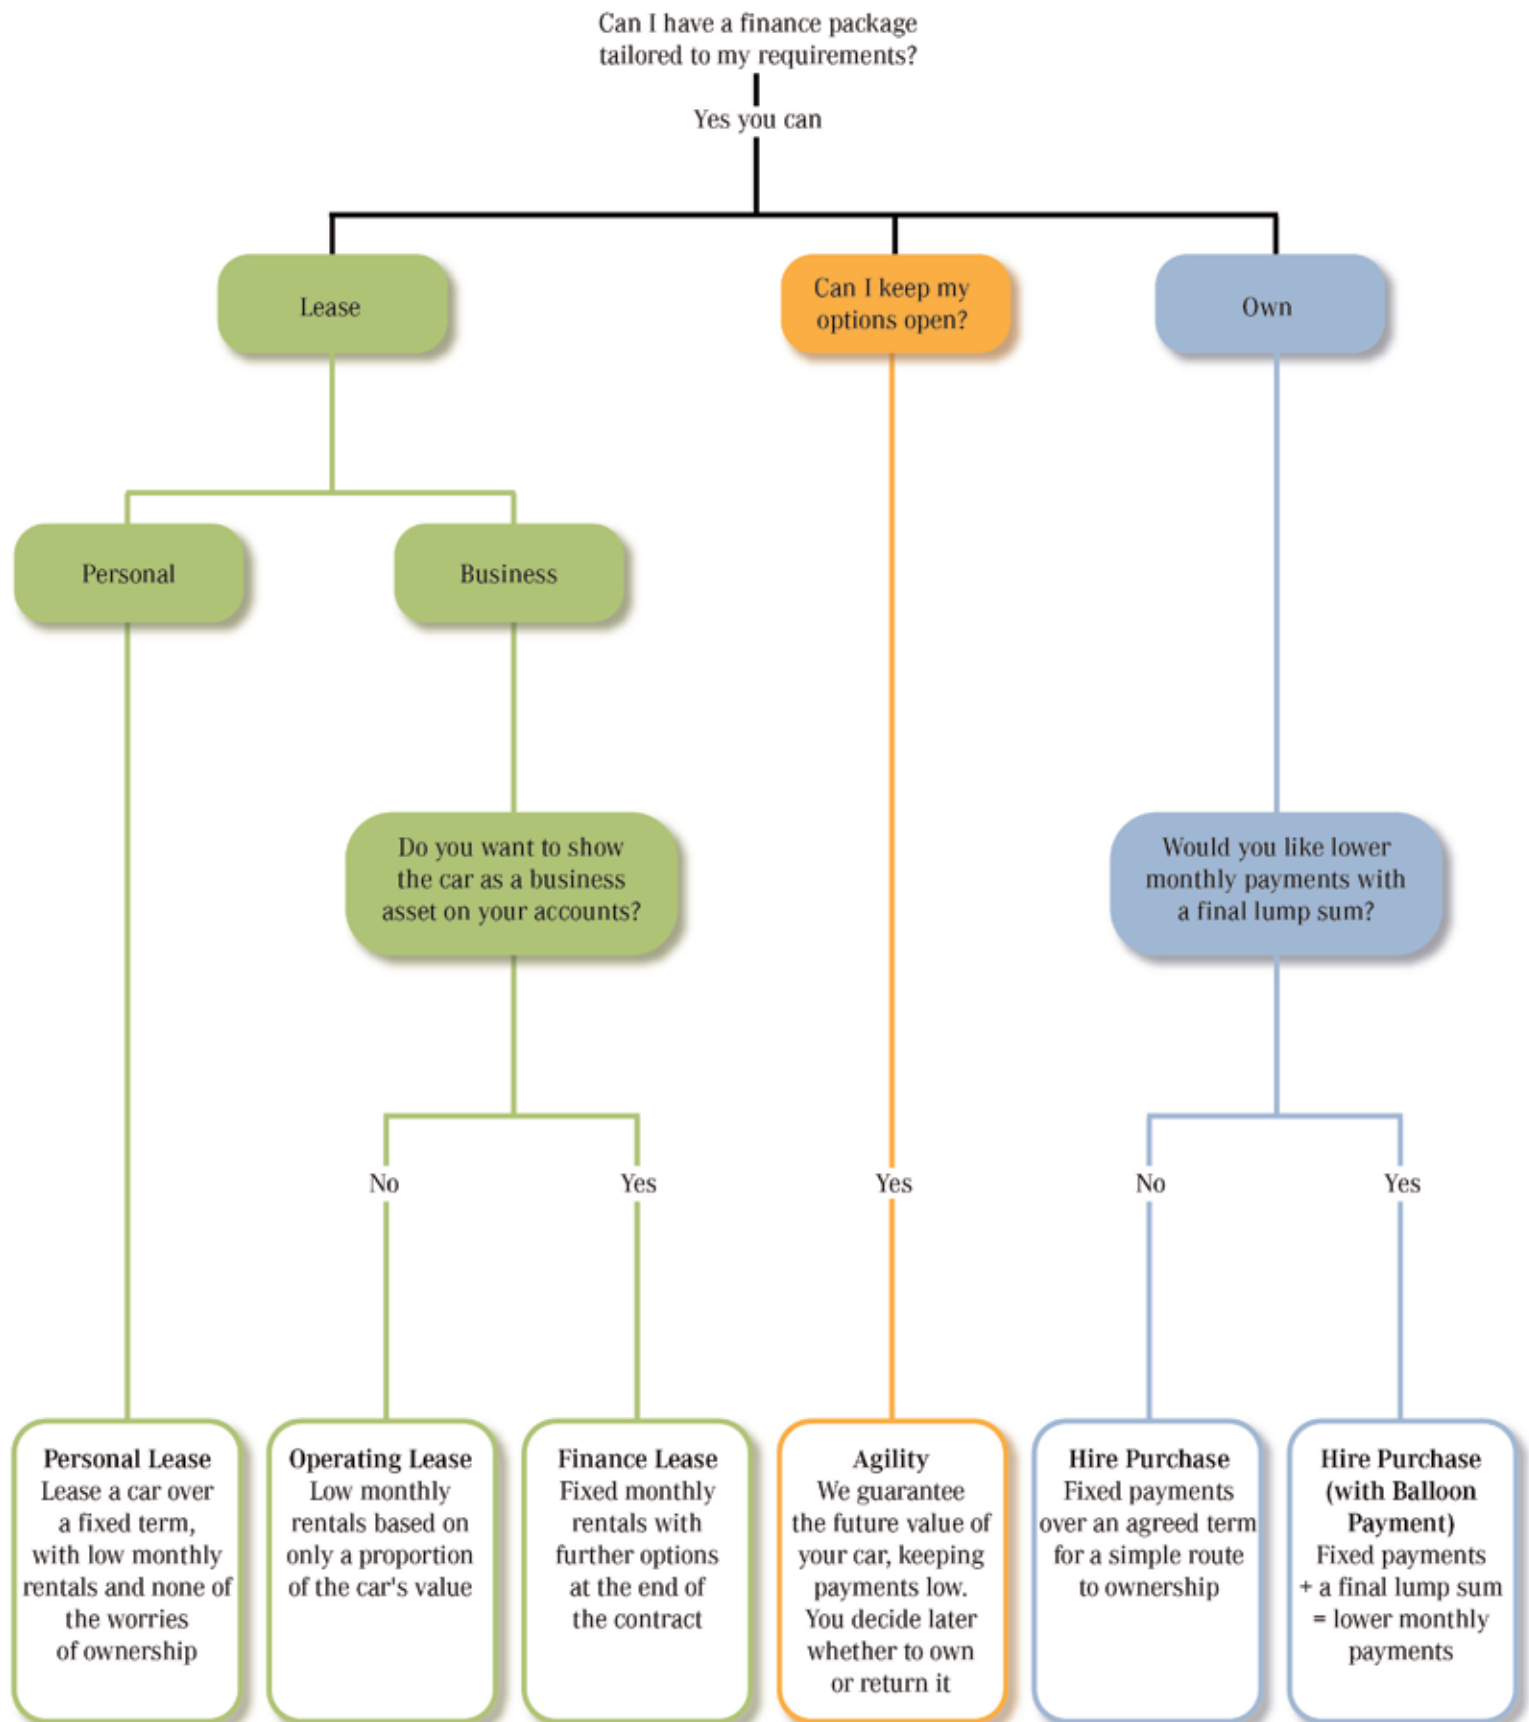 Can I have a finance package
tailored to my requirements?
Yes you can
Lease
Can I keep my
options open?
Own
Personal
Business
Do you want to show
the car as a business
asset on your accounts?
Would you like lower
monthly payments with
a final lump sum?
No
Yes
Yes
No
Yes
Personal Lease
Lease a car over
a fixed term,
with low monthly
rentals and none of
the worries
of ownership
Operating Lease
Low monthly
rentals based on
only a proportion
of the car's value
Finance Lease
Fixed monthly
rentals with
further options
at the end of
the contract
Agility
We guarantee
the future value of
your car, keeping
payments low.
You decide later
whether to own
or return it
Hire Purchase
Fixed payments
over an agreed term
for a simple route
to ownership
Hire Purchase
(with Balloon
Payment)
Fixed payments
+ a final lump sum
= lower monthly
payments